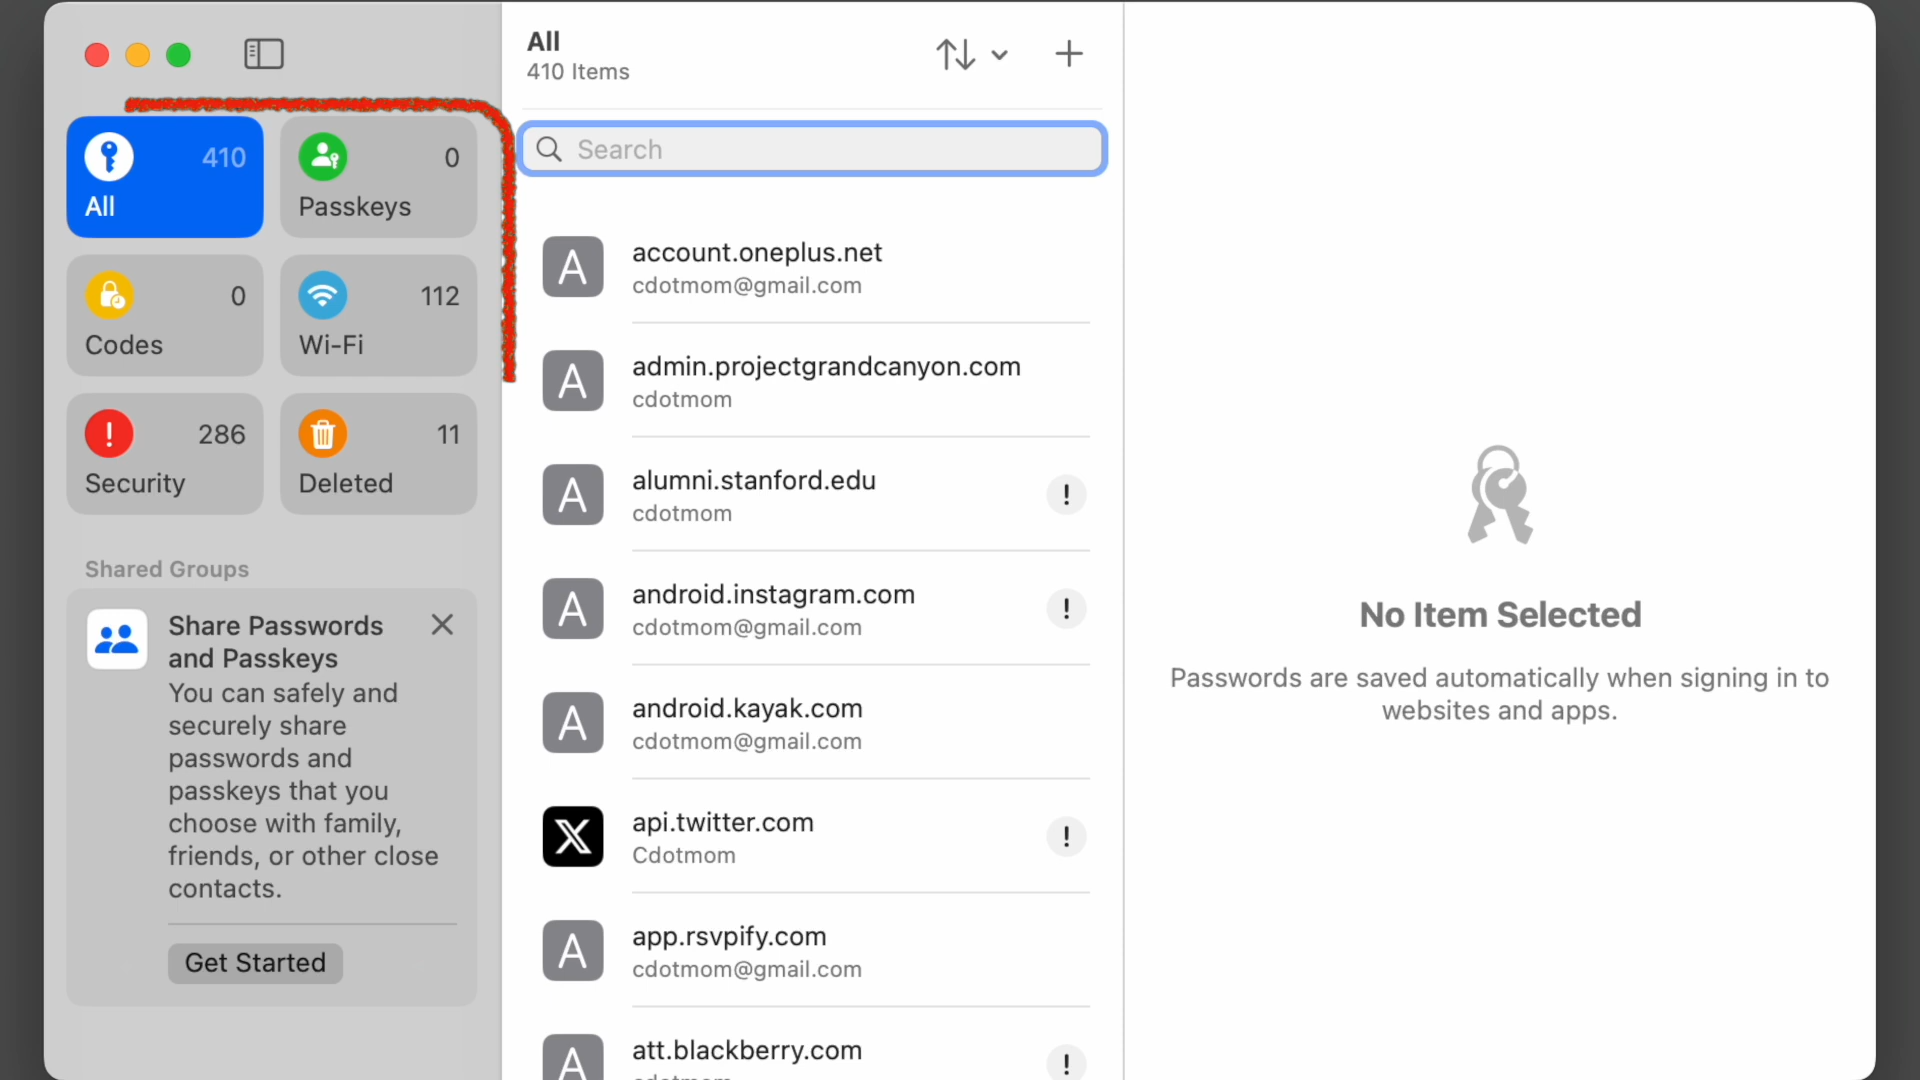 410
All
0
Passkeys
0
Codes
112
Wi-Fi
286
Security
11
Deleted
Shared Groups
Share Passwords
and Passkeys
You can safely and
securely share
passwords and
passkeys that you
choose with family,
friends, or other close
contacts.
Get Started
All
410 Items
Search
A
account.oneplus.net
cdotmom@gmail.com
A
admin.projectgrandcanyon.com
cdotmom
A
alumni.stanford.edu
cdotmom
!
A
android.instagram.com
cdotmom@gmail.com
!
A
android.kayak.com
cdotmom@gmail.com
X
api.twitter.com
Cdotmom
!
A
app.rsvpify.com
cdotmom@gmail.com
A
att.blackberry.com
!
No Item Selected
Passwords are saved automatically when signing in to
websites and apps.